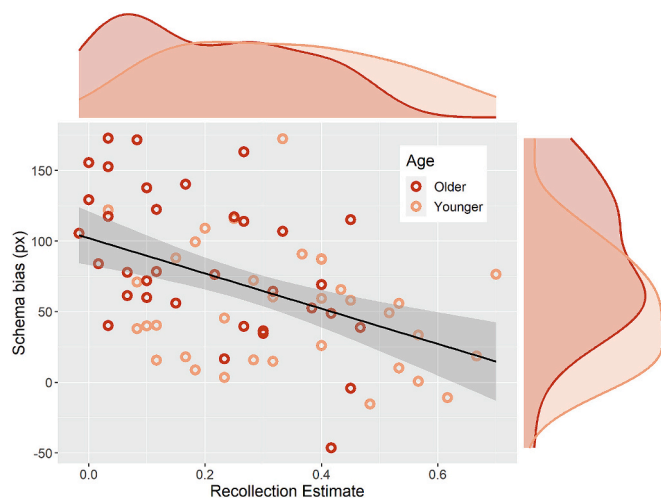 Age
Older
Younger
Schema bias (px)
150
100
50
0
-50
0.0 0.2 0.4 0.6
Recollection Estimate